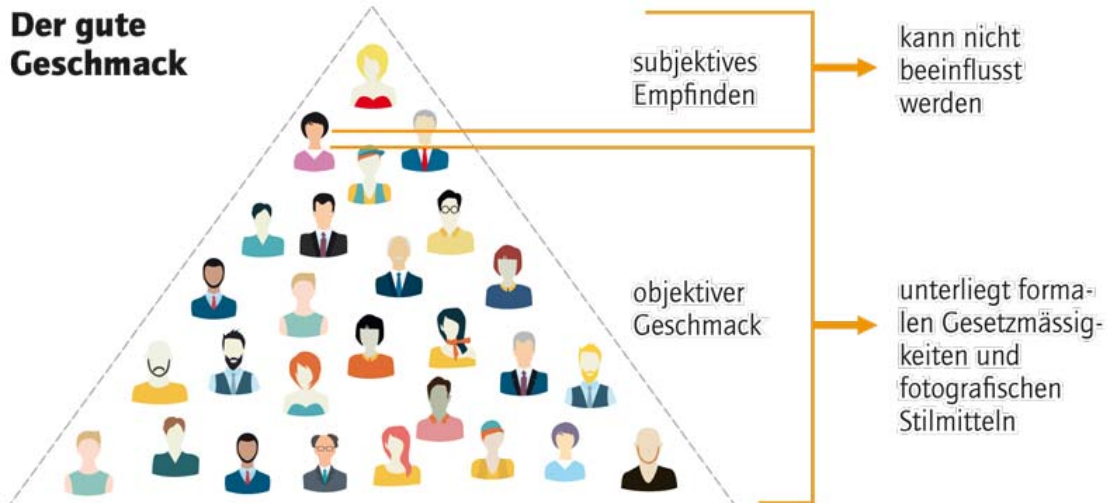 Der gute
Geschmack
subjektives
Empfinden
kann nicht
beeinflusst
werden
objektiver
Geschmack
unterliegt forma-
len Gesetzmässig-
keiten und
fotografischen
Stilmitteln